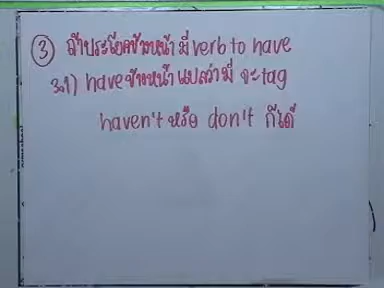 ③ ถ้าประโยคข้างหน้า มี verb to have
3.1) have ข้างหน้า แปลว่ามี จะ tag
haven't หรือ don't ก็ได้